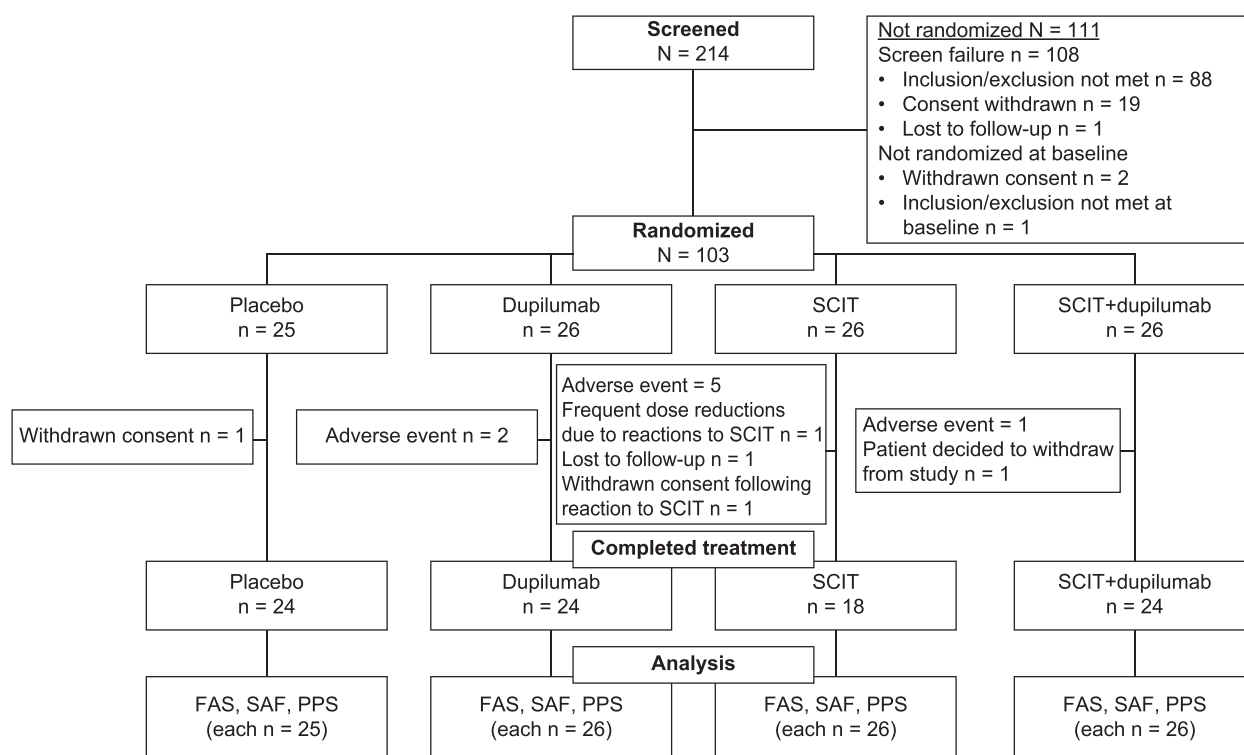 Screened
N = 214
Not randomized N = 111
Screen failure n = 108
• Inclusion/exclusion not met n = 88
• Consent withdrawn n = 19
• Lost to follow-up n = 1
Not randomized at baseline
• Withdrawn consent n = 2
• Inclusion/exclusion not met at
baseline n = 1
Randomized
N = 103
Placebo
n = 25
Dupilumab
n = 26
SCIT
n = 26
SCIT+dupilumab
n = 26
Withdrawn consent n = 1
Adverse event n = 2
Adverse event = 5
Frequent dose reductions
due to reactions to SCIT n = 1
Lost to follow-up n = 1
Withdrawn consent following
reaction to SCIT n = 1
Adverse event = 1
Patient decided to withdraw
from study n = 1
Completed treatment
Placebo
n = 24
Dupilumab
n = 24
SCIT
n = 18
SCIT+dupilumab
n = 24
Analysis
FAS, SAF, PPS
(each n = 25)
FAS, SAF, PPS
(each n = 26)
FAS, SAF, PPS
(each n = 26)
FAS, SAF, PPS
(each n = 26)